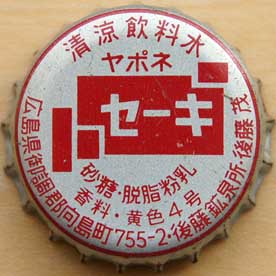 清涼飲料水
ヤポネ
セーキ
砂糖・脱脂粉乳
香料・黄色4号
広島県御調郡向島町755-2・後藤鉱泉所・後藤茂